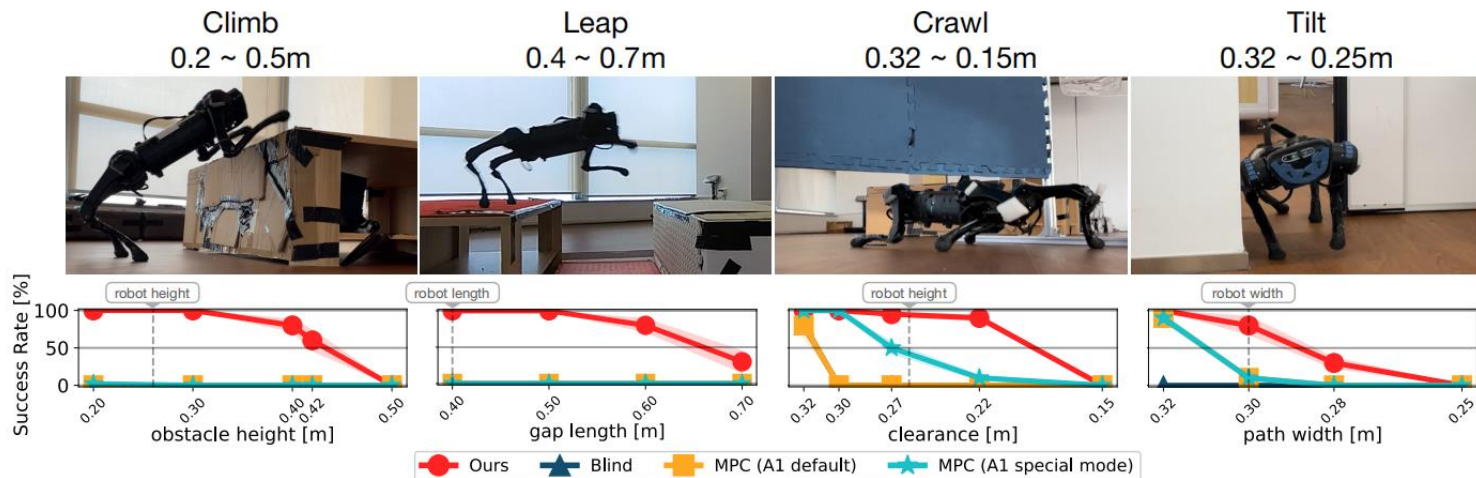 Climb
0.2 ~ 0.5m
Leap
0.4 ~ 0.7m
Crawl
0.32 ~ 0.15m
Tilt
0.32 ~ 0.25m
Success Rate [%]
100
50
0
robot height
0.20
0.30
0.40
0.42
0.50
obstacle height [m]
robot length
0.40
0.50
0.60
0.70
gap length [m]
robot height
0.32
0.30
0.27
0.22
0.15
clearance [m]
robot width
0.32
0.30
0.28
0.25
path width [m]
Ours
Blind
MPC (A1 default)
MPC (A1 special mode)